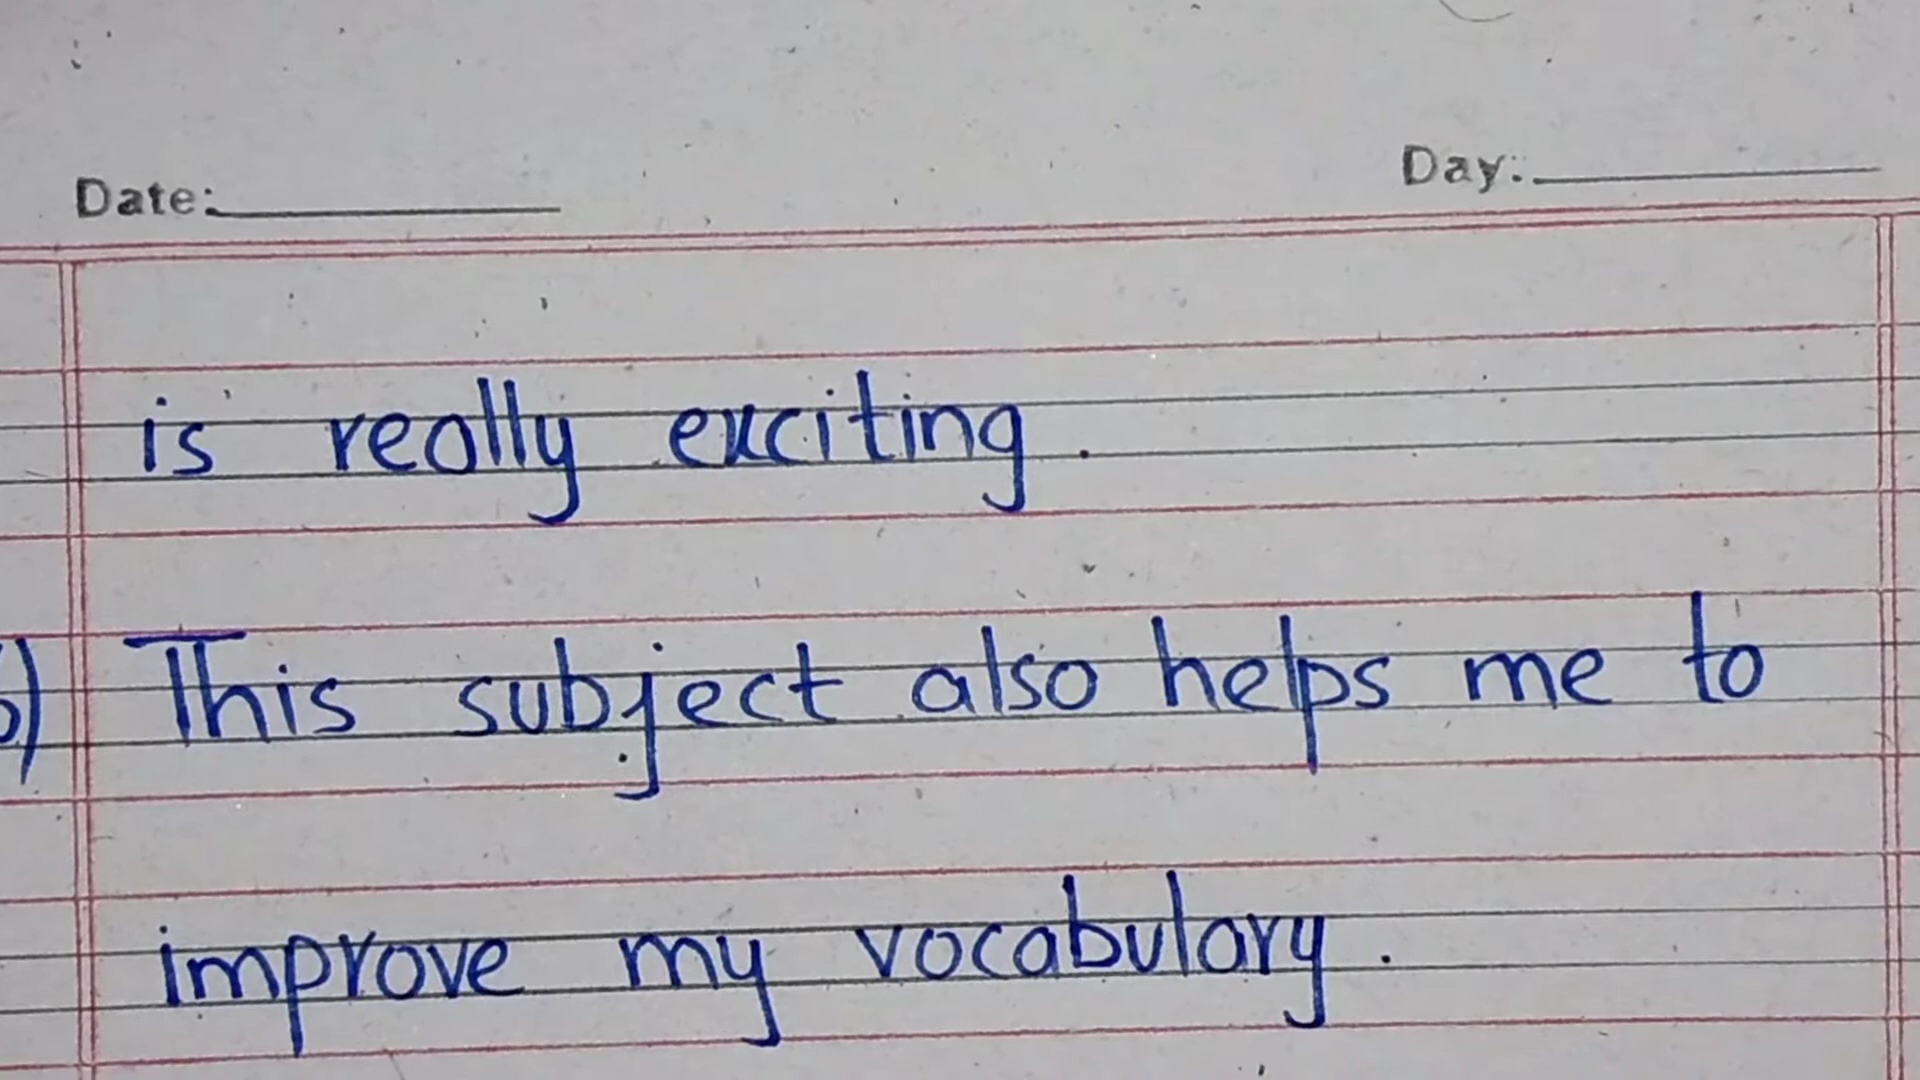 Date:
Day:
is really exciting.
) This subject also helps me to
improve my vocabulary.